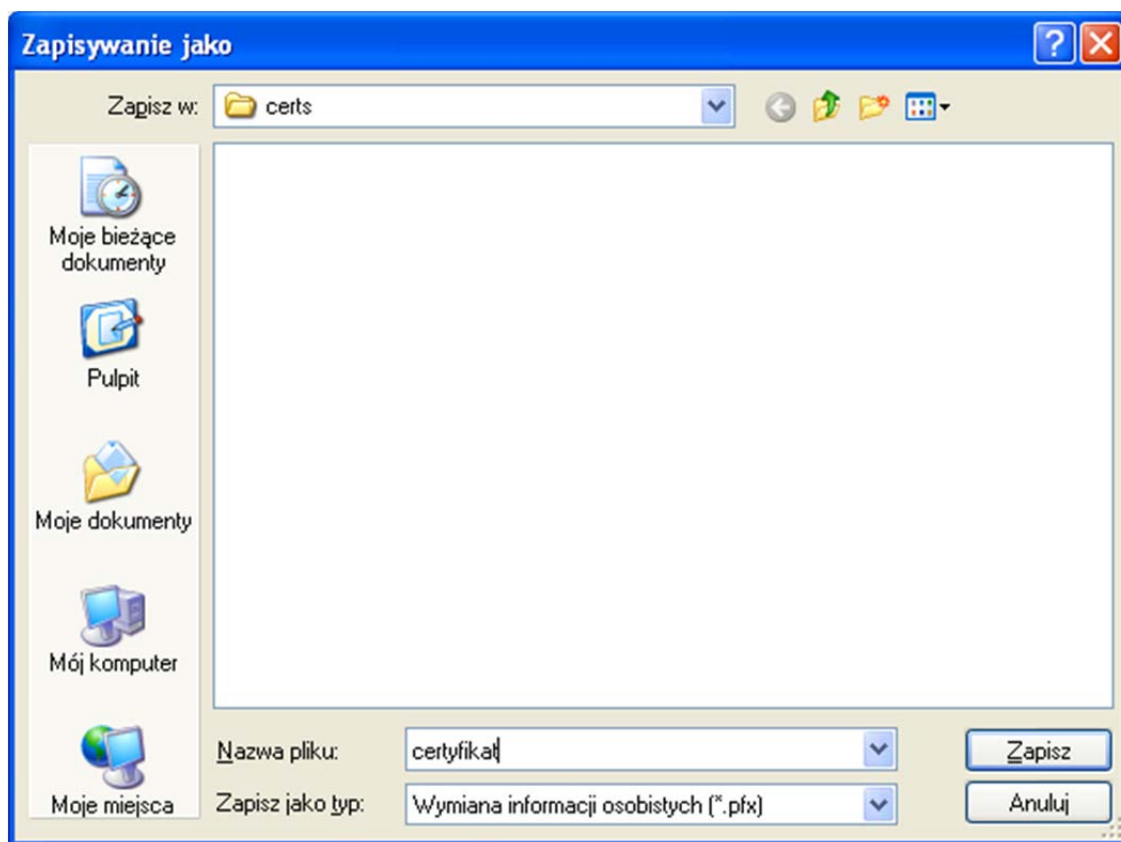 Zapisywanie jako
Zapisz w:
certs
Moje bieżące
dokumenty
Pulpit
Moje dokumenty
Mój komputer
Moje miejsca
Nazwa pliku:
certyfikat
Zapisz
Zapisz jako typ:
Wymiana informacji osobistych (*.pfx)
Anuluj